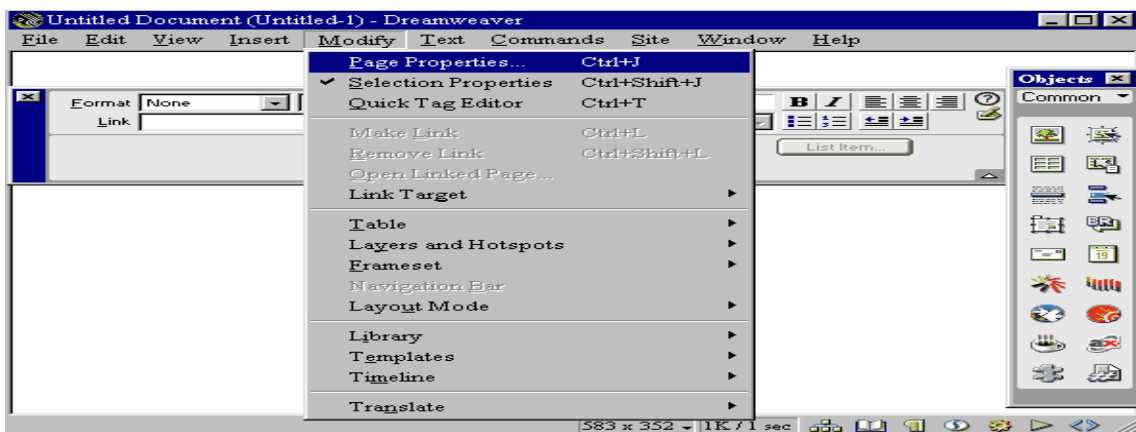 Untitled Document (Untitled-1) - Dreamweaver
File Edit View Insert Modify Text Commands Site Window Help
Page Properties... Ctrl+J
Selection Properties Ctrl+Shift+J
Quick Tag Editor Ctrl+T
Make Link Ctrl+L
Remove Link Ctrl+Shift+L
Open Linked Page...
Link Target
Table
Layers and Hotspots
Frameset
Navigation Bar
Layout Mode
Library
Templates
Timeline
Translate
Format None
Link
B I
List Item...
Objects
Common
19
583 x 352 1K / 1 sec